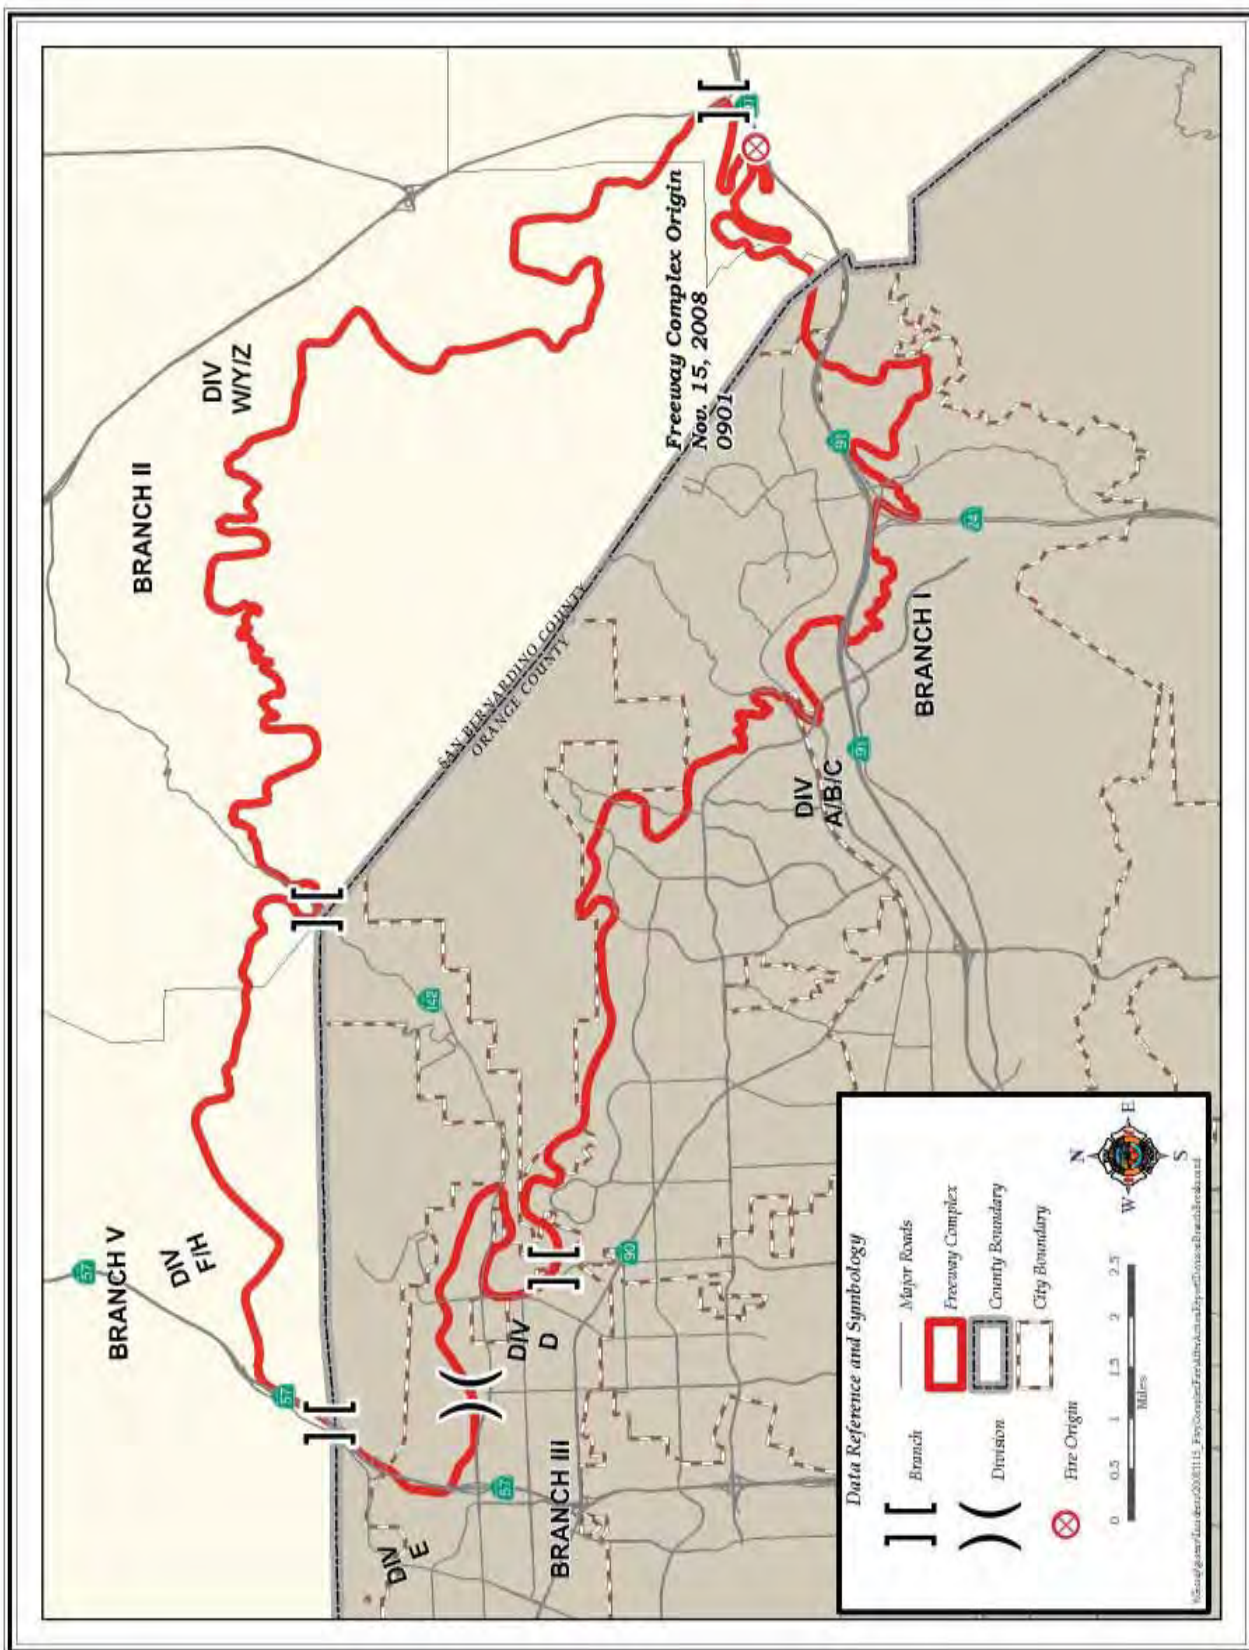 BRANCH V
57
DIV
F/H
57
BRANCH II
DIV
W/Y/Z
91
Freeway Complex Origin
Nov. 15, 2008
0901
SAN BERNARDINO COUNTY
ORANGE COUNTY
142
DIV
E
57
BRANCH III
DIV
D
90
DIV
A/B/C
91
BRANCH I
91
241
Data Reference and Symbology
Branch
Division
Fire Origin
Major Roads
Freeway Complex
County Boundary
City Boundary
0 0.5 1 1.5 2 2.5
Miles
N
W E
S